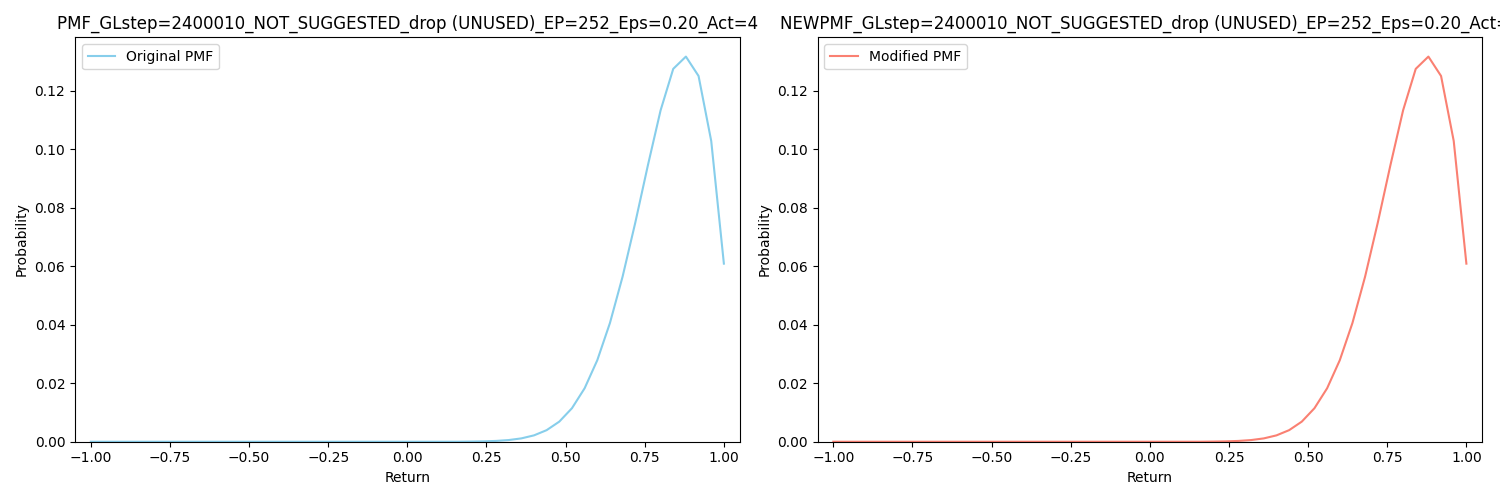 PMF_GLstep=2400010_NOT_SUGGESTED_drop (UNUSED)_EP=252_Eps=0.20_Act=4
Original PMF
Probability
0.12
0.10
0.08
0.06
0.04
0.02
0.00
−1.00 −0.75 −0.50 −0.25 0.00 0.25 0.50 0.75 1.00
Return
NEWPMF_GLstep=2400010_NOT_SUGGESTED_drop (UNUSED)_EP=252_Eps=0.20_Act=
Modified PMF
Probability
0.12
0.10
0.08
0.06
0.04
0.02
0.00
−1.00 −0.75 −0.50 −0.25 0.00 0.25 0.50 0.75 1.00
Return